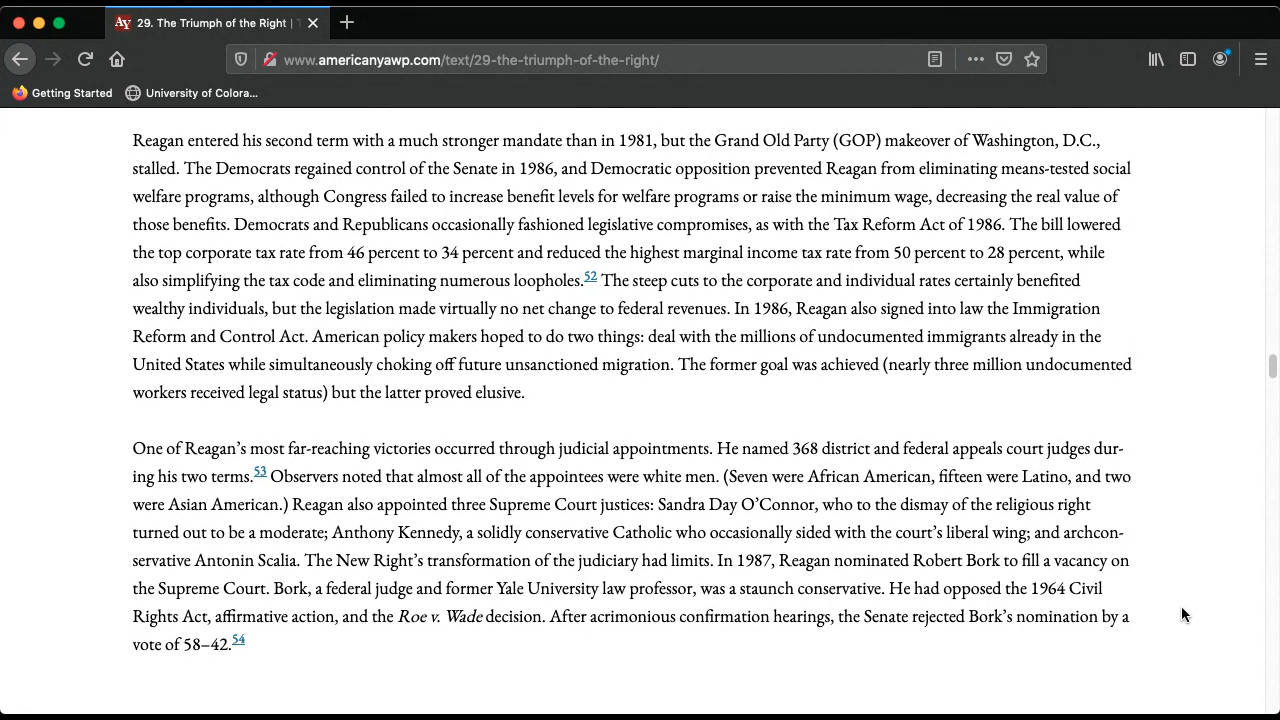 29. The Triumph of the Right | T
www.americanyawp.com/text/29-the-triumph-of-the-right/
Getting Started
University of Colora...
Reagan entered his second term with a much stronger mandate than in 1981, but the Grand Old Party (GOP) makeover of Washington, D.C.,
stalled. The Democrats regained control of the Senate in 1986, and Democratic opposition prevented Reagan from eliminating means-tested social
welfare programs, although Congress failed to increase benefit levels for welfare programs or raise the minimum wage, decreasing the real value of
those benefits. Democrats and Republicans occasionally fashioned legislative compromises, as with the Tax Reform Act of 1986. The bill lowered
the top corporate tax rate from 46 percent to 34 percent and reduced the highest marginal income tax rate from 50 percent to 28 percent, while
also simplifying the tax code and eliminating numerous loopholes.52 The steep cuts to the corporate and individual rates certainly benefited
wealthy individuals, but the legislation made virtually no net change to federal revenues. In 1986, Reagan also signed into law the Immigration
Reform and Control Act. American policy makers hoped to do two things: deal with the millions of undocumented immigrants already in the
United States while simultaneously choking off future unsanctioned migration. The former goal was achieved (nearly three million undocumented
workers received legal status) but the latter proved elusive.
One of Reagan's most far-reaching victories occurred through judicial appointments. He named 368 district and federal appeals court judges dur-
ing his two terms.53 Observers noted that almost all of the appointees were white men. (Seven were African American, fifteen were Latino, and two
were Asian American.) Reagan also appointed three Supreme Court justices: Sandra Day O'Connor, who to the dismay of the religious right
turned out to be a moderate; Anthony Kennedy, a solidly conservative Catholic who occasionally sided with the court's liberal wing; and archcon-
servative Antonin Scalia. The New Right's transformation of the judiciary had limits. In 1987, Reagan nominated Robert Bork to fill a vacancy on
the Supreme Court. Bork, a federal judge and former Yale University law professor, was a staunch conservative. He had opposed the 1964 Civil
Rights Act, affirmative action, and the Roe v. Wade decision. After acrimonious confirmation hearings, the Senate rejected Bork's nomination by a
vote of 58–42.54